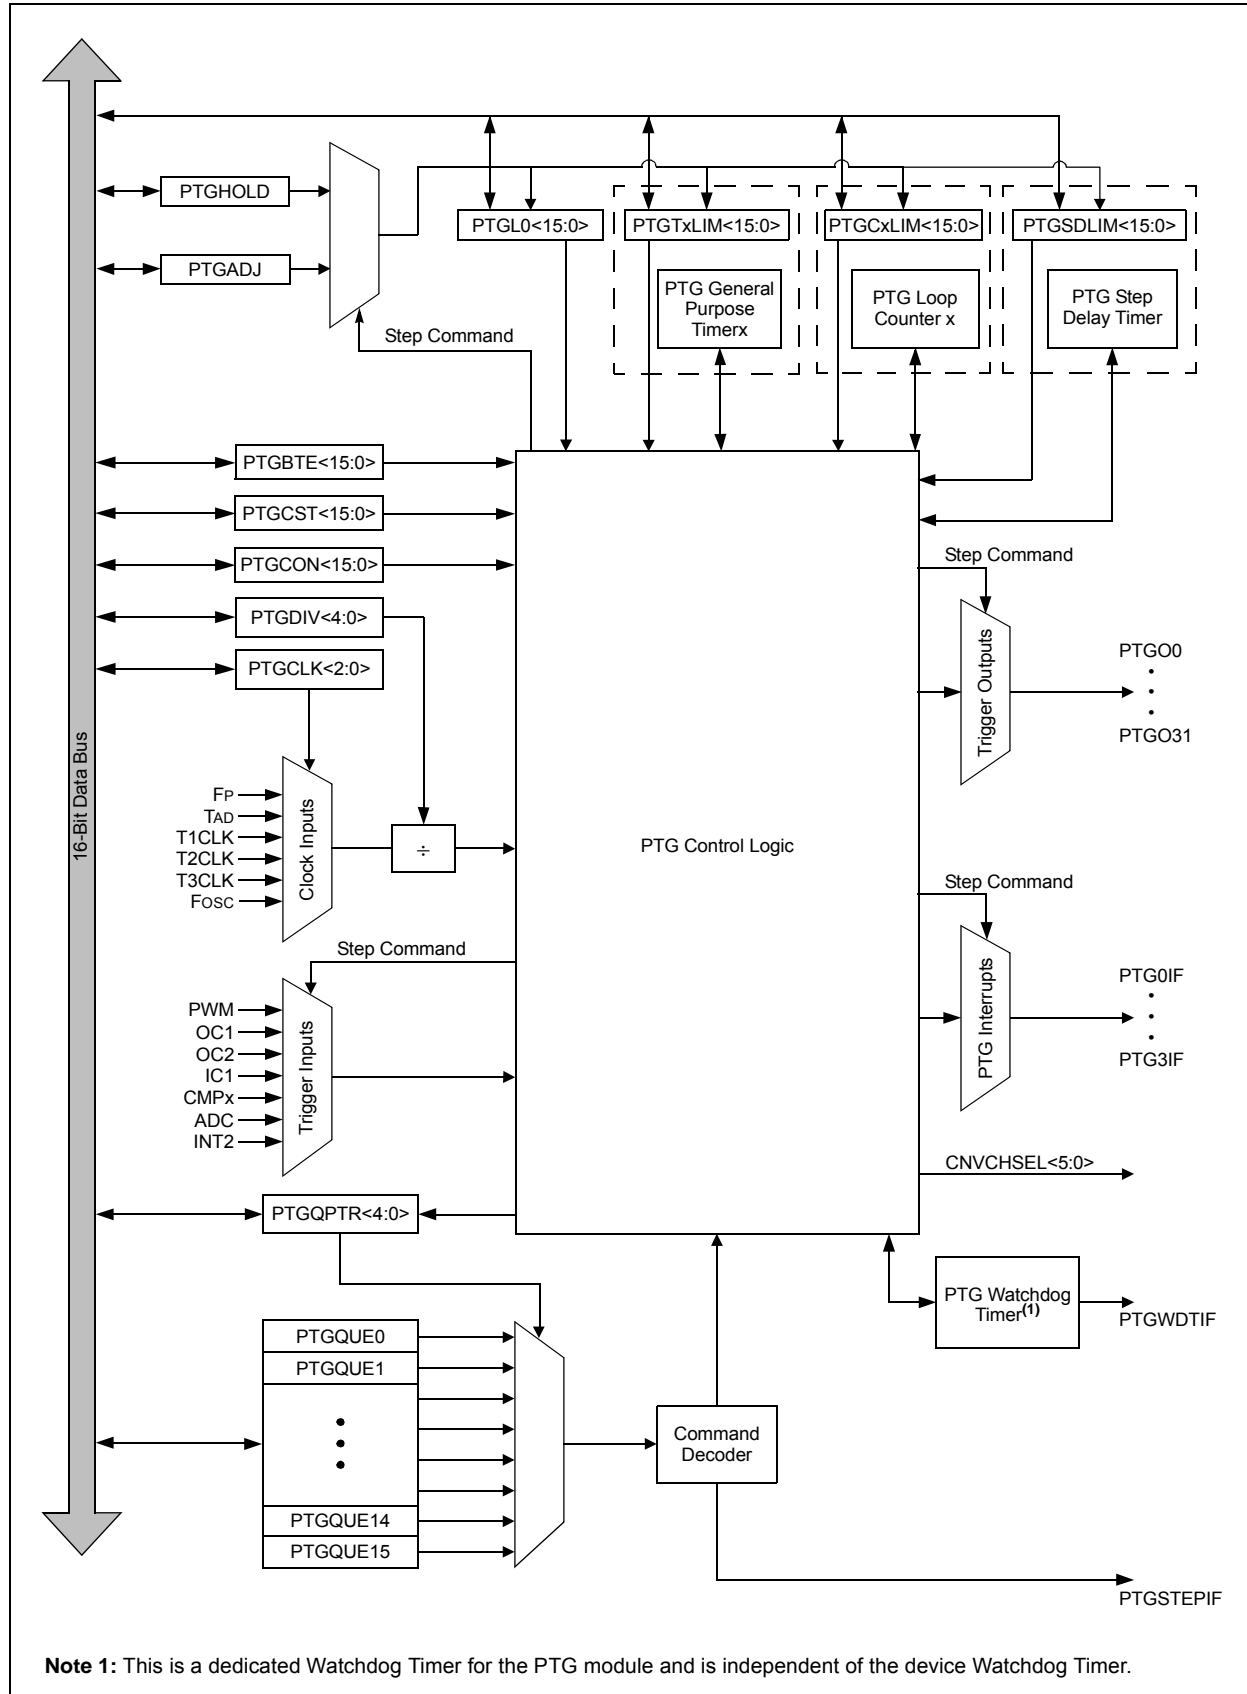 PTGHOLD
PTGADJ
PTGL0<15:0>
PTGTxLIM<15:0>
PTGCxLIM<15:0>
PTGSDLIM<15:0>
PTG General
Purpose
Timerx
PTG Loop
Counter x
PTG Step
Delay Timer
Step Command
PTGBTE<15:0>
PTGCST<15:0>
PTGCON<15:0>
PTGDIV<4:0>
PTGCLK<2:0>
16-Bit Data Bus
Step Command
Trigger Outputs
PTGO0
•
•
•
PTGO31
FP
TAD
T1CLK
T2CLK
T3CLK
FOSC
Clock Inputs
÷
PTG Control Logic
Step Command
PTG Interrupts
PTG0IF
•
•
•
PTG3IF
Step Command
PWM
OC1
OC2
IC1
CMPx
ADC
INT2
Trigger Inputs
CNVCHSEL<5:0>
PTGQPTR<4:0>
PTG Watchdog
Timer(1)
PTGWDTIF
PTGQUE0
PTGQUE1
•
•
•
PTGQUE14
PTGQUE15
Command
Decoder
PTGSTEPIF
Note 1: This is a dedicated Watchdog Timer for the PTG module and is independent of the device Watchdog Timer.